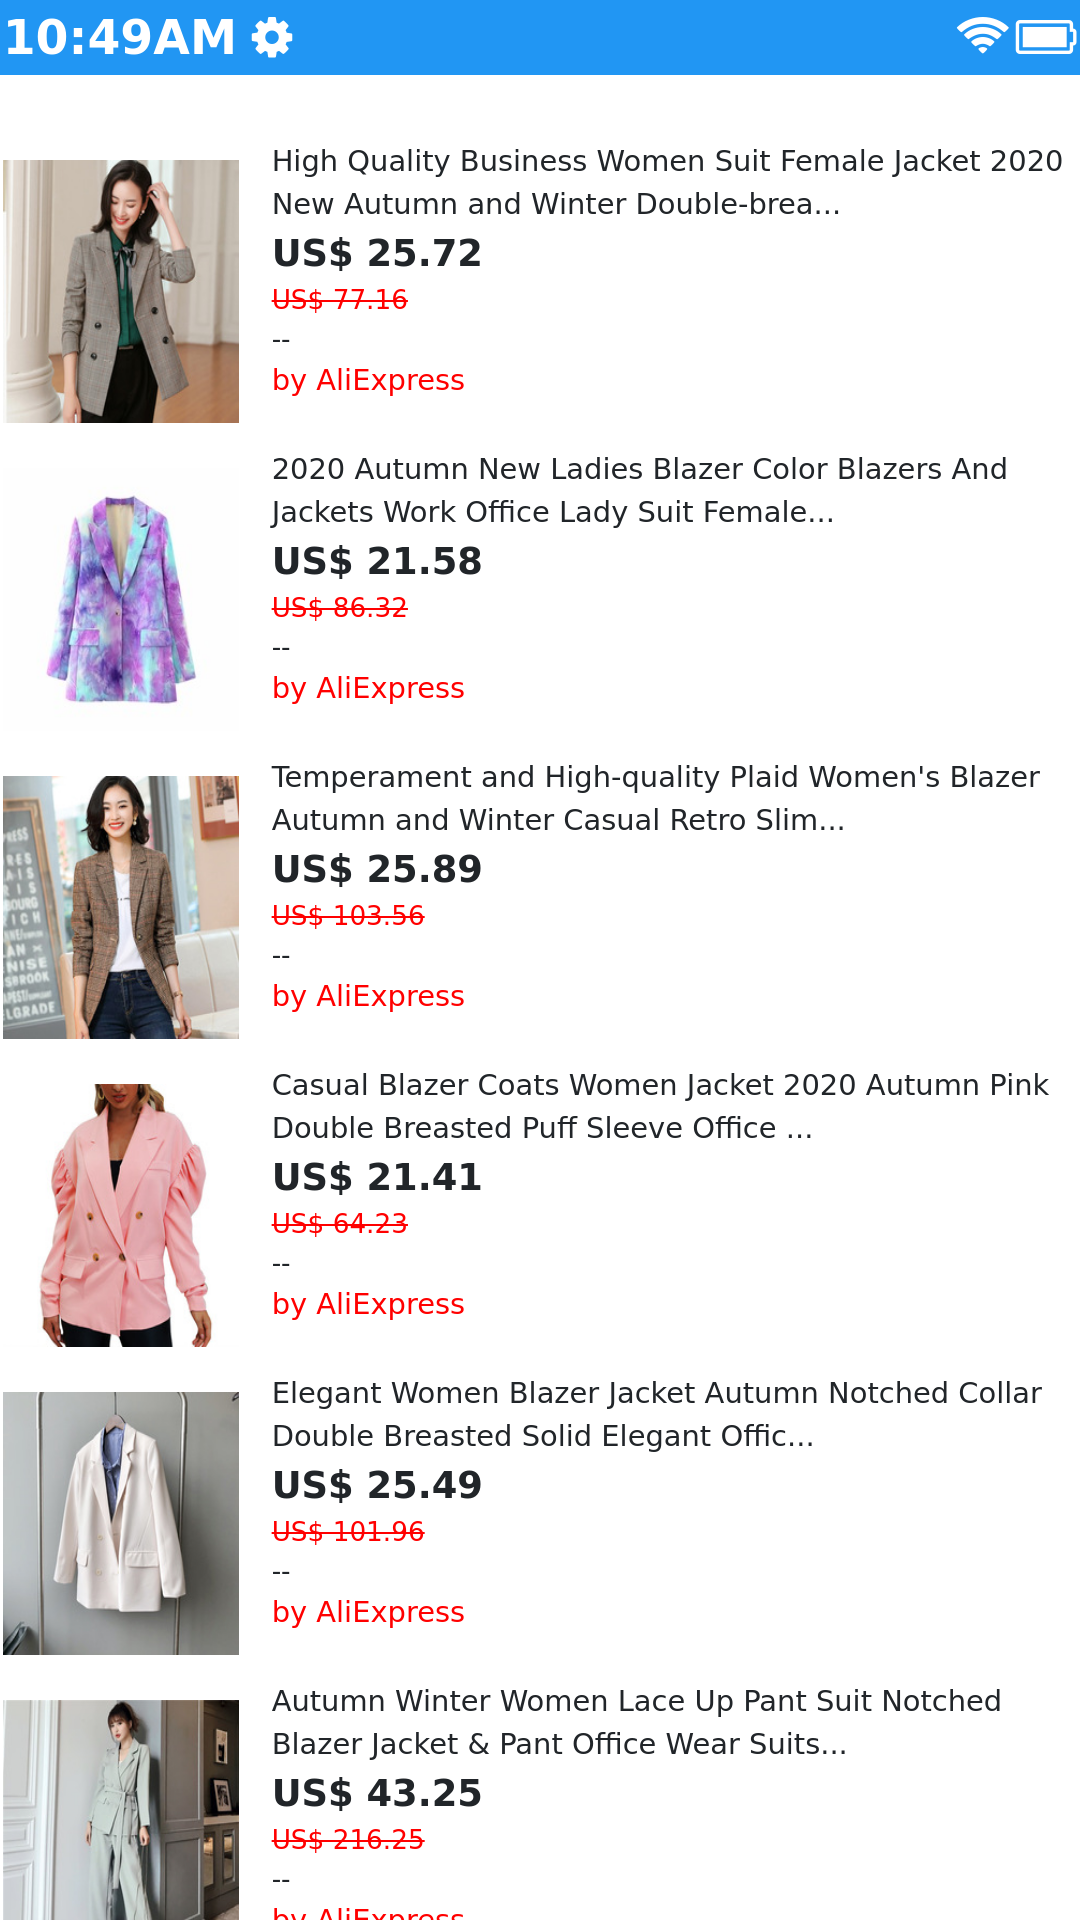 10:49AM
High Quality Business Women Suit Female Jacket 2020
New Autumn and Winter Double-brea...
US$ 25.72
US$ 77.16
--
by AliExpress
2020 Autumn New Ladies Blazer Color Blazers And
Jackets Work Office Lady Suit Female...
US$ 21.58
US$ 86.32
--
by AliExpress
Temperament and High-quality Plaid Women's Blazer
Autumn and Winter Casual Retro Slim...
US$ 25.89
US$ 103.56
--
by AliExpress
Casual Blazer Coats Women Jacket 2020 Autumn Pink
Double Breasted Puff Sleeve Office ...
US$ 21.41
US$ 64.23
--
by AliExpress
Elegant Women Blazer Jacket Autumn Notched Collar
Double Breasted Solid Elegant Offic...
US$ 25.49
US$ 101.96
--
by AliExpress
Autumn Winter Women Lace Up Pant Suit Notched
Blazer Jacket & Pant Office Wear Suits...
US$ 43.25
US$ 216.25
--
by AliExpress